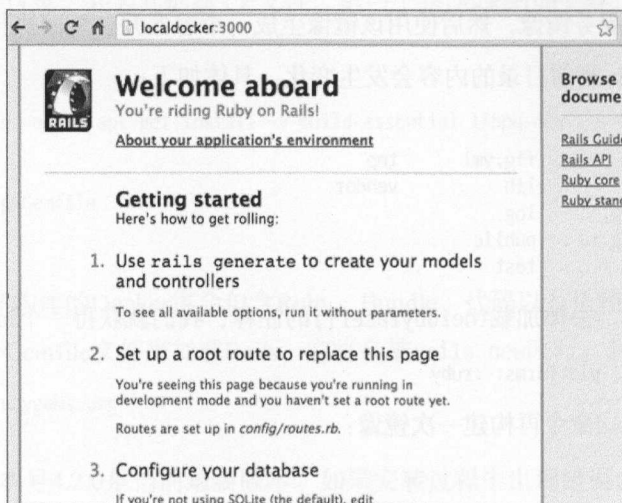 localdocker:3000
RAILS
Welcome aboard
You're riding Ruby on Rails!
About your application's environment
Getting started
Here's how to get rolling:
1. Use rails generate to create your models
and controllers
To see all available options, run it without parameters.
2. Set up a root route to replace this page
You're seeing this page because you're running in
development mode and you haven't set a root route yet.
Routes are set up in config/routes.rb.
3. Configure your database
If you're not using SQLite (the default), edit
Browse
docume
Rails Guide
Rails API
Ruby core
Ruby stand